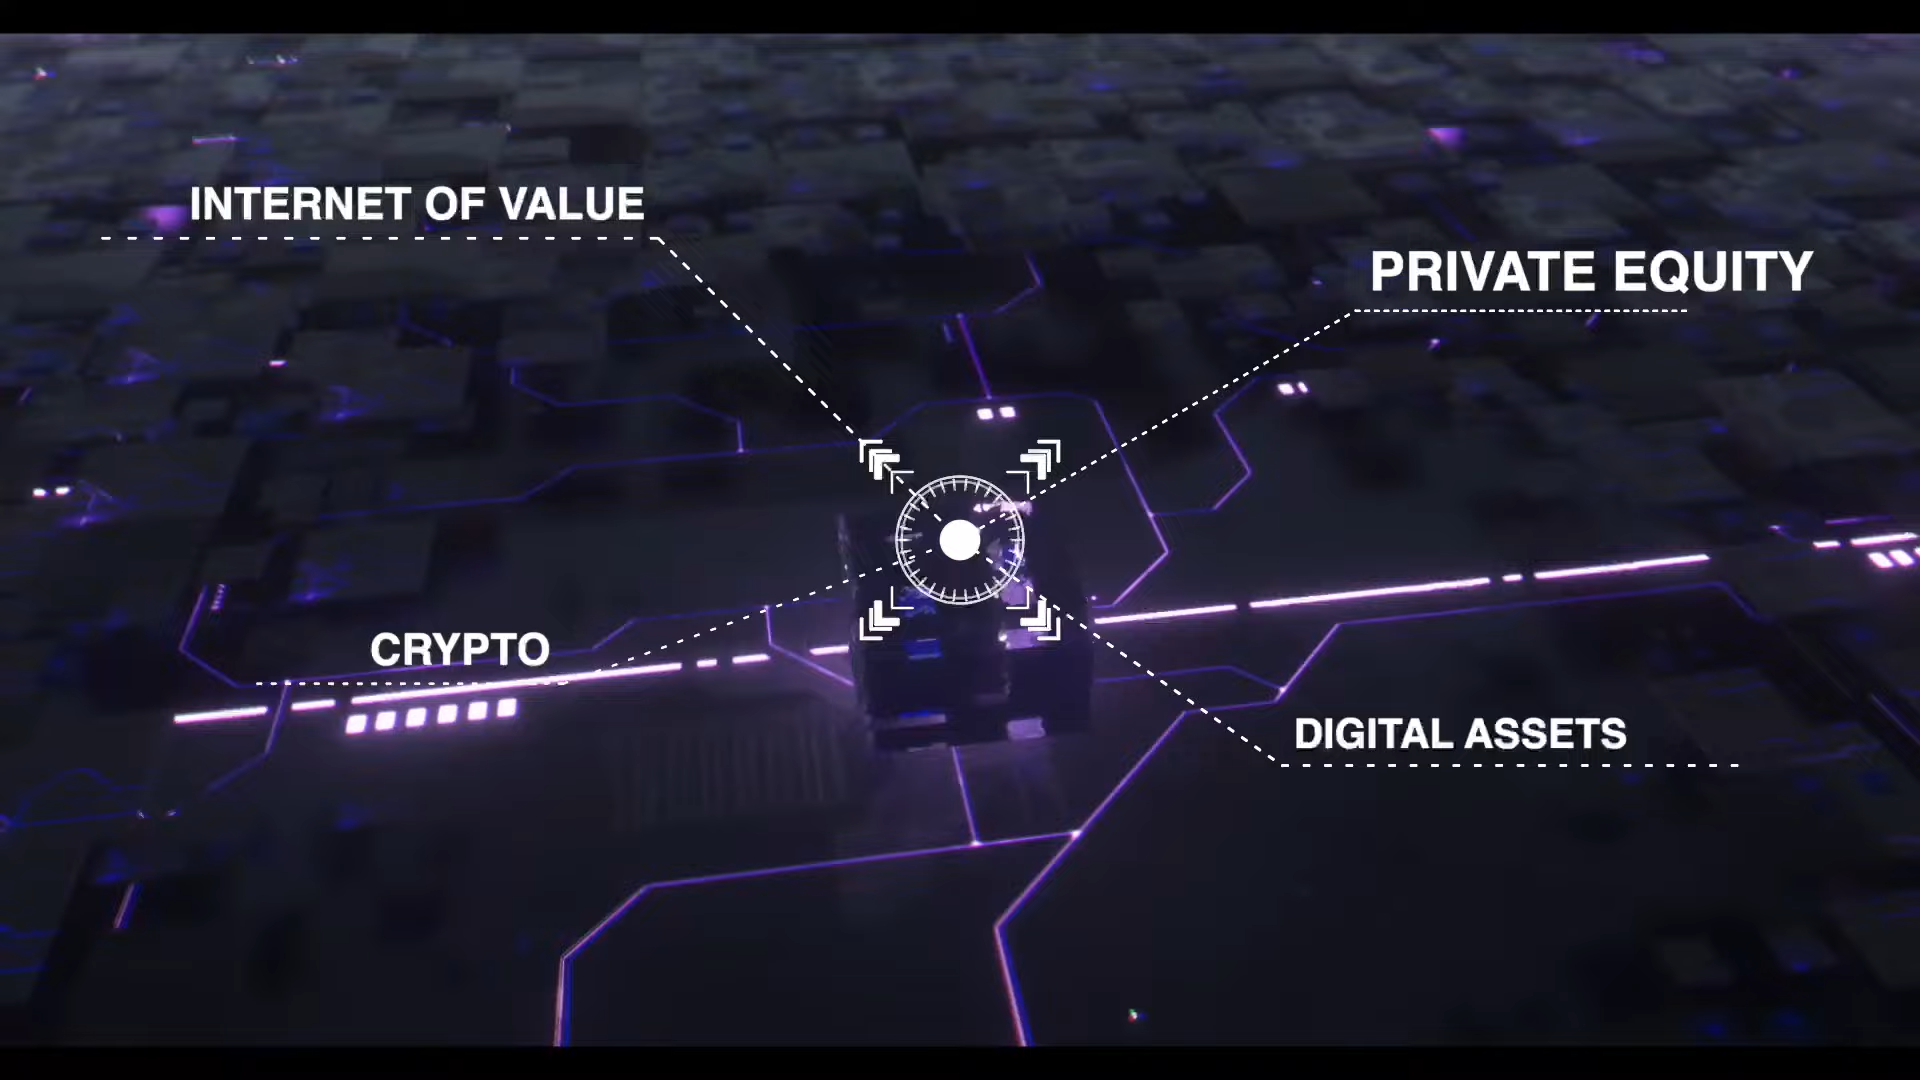 INTERNET OF VALUE
PRIVATE EQUITY
CRYPTO
DIGITAL ASSETS